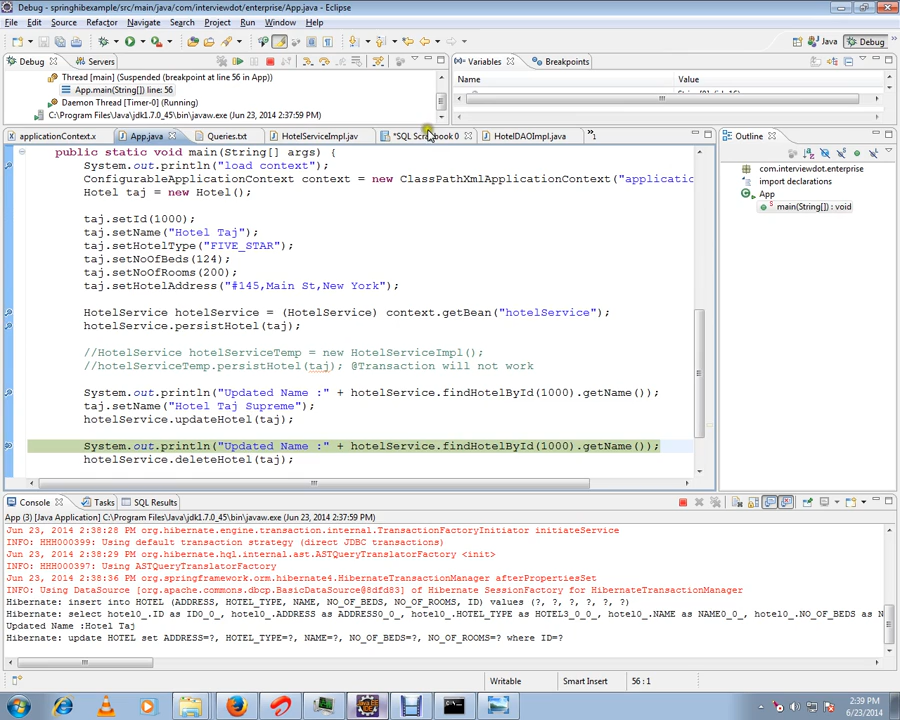 Debug - springhibexample/src/main/java/com/interviewdot/enterprise/App.java - Eclipse
File Edit Source Refactor Navigate Search Project Run Window Help
Java Debug
Debug Servers
Thread [main] (Suspended (breakpoint at line 56 in App))
App.main(String[]) line: 56
Daemon Thread [Timer-0] (Running)
C:\Program Files\Java\jdk1.7.0_45\bin\javaw.exe (Jun 23, 2014 2:37:59 PM)
Variables Breakpoints
Name Value
applicationContext.x App.java Queries.txt HotelServiceImpl.jav HotelDAOImpl.java »1
public static void main(String[] args) {
System.out.println("load context");
ConfigurableApplicationContext context = new ClassPathXmlApplicationContext("applicatio
Hotel taj = new Hotel();
taj.setId(1000);
taj.setName("Hotel Taj");
taj.setHotelType("FIVE_STAR");
taj.setNoOfBeds(124);
taj.setNoOfRooms(200);
taj.setHotelAddress("#145,Main St,New York");
HotelService hotelService = (HotelService) context.getBean("hotelService");
hotelService.persistHotel(taj);
//HotelService hotelServiceTemp = new HotelServiceImpl();
//hotelServiceTemp.persistHotel(taj); @Transaction will not work
System.out.println("Updated Name :" + hotelService.findHotelById(1000).getName());
taj.setName("Hotel Taj Supreme");
hotelService.updateHotel(taj);
System.out.println("Updated Name :" + hotelService.findHotelById(1000).getName());
hotelService.deleteHotel(taj);
Outline
com.interviewdot.enterprise
import declarations
App
main(String[]) : void
Console Tasks SQL Results
App (3) [Java Application] C:\Program Files\Java\jdk1.7.0_45\bin\javaw.exe (Jun 23, 2014 2:37:59 PM)
Jun 23, 2014 2:38:28 PM org.hibernate.engine.transaction.internal.TransactionFactoryInitiator initiateService
INFO: HHH000399: Using default transaction strategy (direct JDBC transactions)
Jun 23, 2014 2:38:29 PM org.hibernate.hql.internal.ast.ASTQueryTranslatorFactory <init>
INFO: HHH000397: Using ASTQueryTranslatorFactory
Jun 23, 2014 2:38:36 PM org.springframework.orm.hibernate4.HibernateTransactionManager afterPropertiesSet
INFO: Using DataSource [org.apache.commons.dbcp.BasicDataSource@8dfd83] of Hibernate SessionFactory for HibernateTransactionManager
Hibernate: insert into HOTEL (ADDRESS, HOTEL_TYPE, NAME, NO_OF_BEDS, NO_OF_ROOMS, ID) values (?, ?, ?, ?, ?, ?)
Hibernate: select hotel0_.ID as ID0_0_, hotel0_.ADDRESS as ADDRESS0_0_, hotel0_.HOTEL_TYPE as HOTEL3_0_0_, hotel0_.NAME as NAME0_0_, hotel0_.NO_OF_BEDS as N
Updated Name :Hotel Taj
Hibernate: update HOTEL set ADDRESS=?, HOTEL_TYPE=?, NAME=?, NO_OF_BEDS=?, NO_OF_ROOMS=? where ID=?
Writable Smart Insert 56 : 1
2:39 PM
6/23/2014